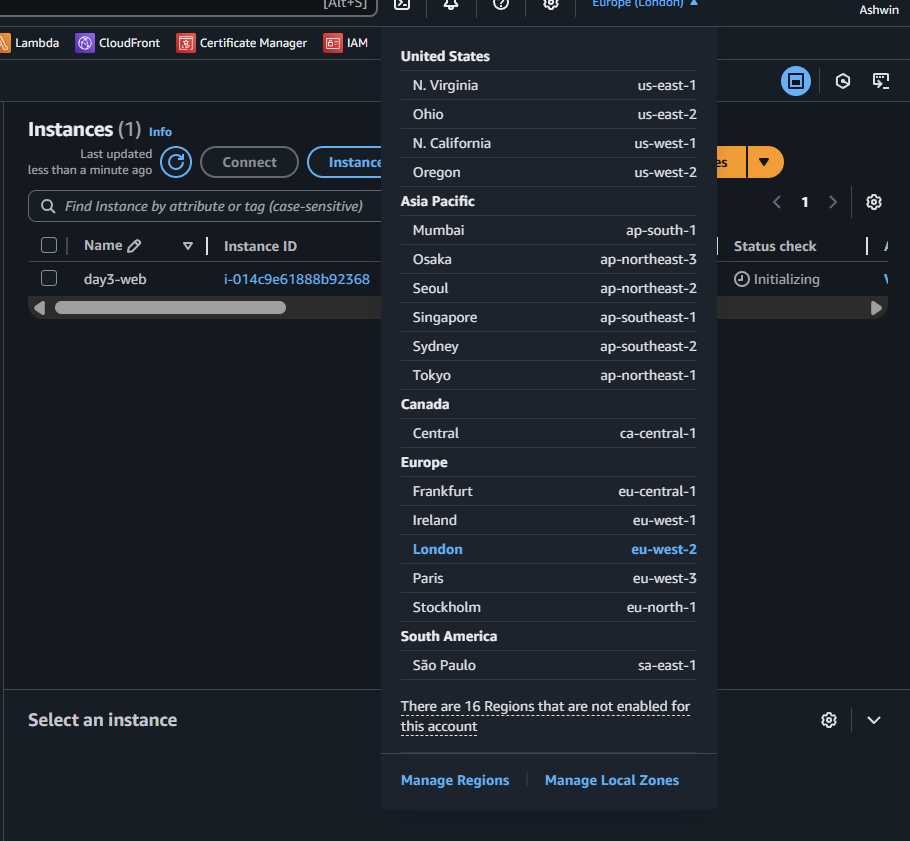 [Alt+S]
Europe (London) ▲
Ashwin
Lambda
CloudFront
Certificate Manager
IAM
Instances (1) Info
Last updated
less than a minute ago
Connect
Instance
es
Find Instance by attribute or tag (case-sensitive)
1
Name
Instance ID
Status check
day3-web
i-014c9e61888b92368
Initializing
United States
N. Virginia us-east-1
Ohio us-east-2
N. California us-west-1
Oregon us-west-2
Asia Pacific
Mumbai ap-south-1
Osaka ap-northeast-3
Seoul ap-northeast-2
Singapore ap-southeast-1
Sydney ap-southeast-2
Tokyo ap-northeast-1
Canada
Central ca-central-1
Europe
Frankfurt eu-central-1
Ireland eu-west-1
London eu-west-2
Paris eu-west-3
Stockholm eu-north-1
South America
São Paulo sa-east-1
There are 16 Regions that are not enabled for
this account
Manage Regions
Manage Local Zones
Select an instance